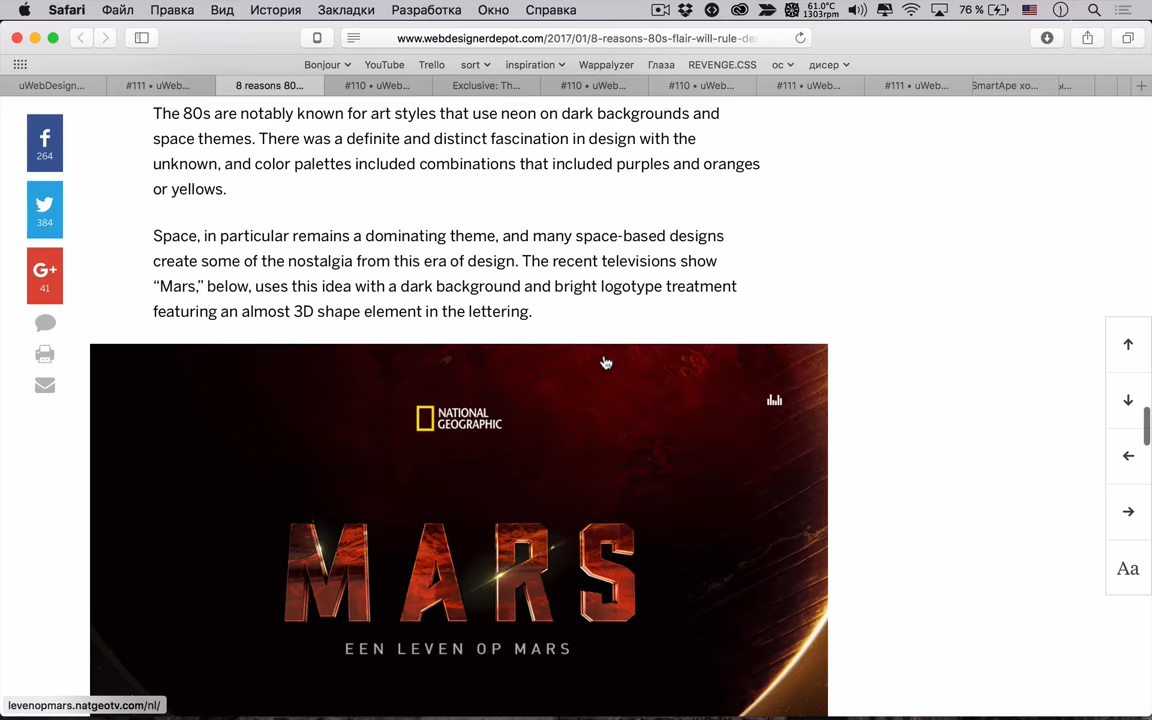 Safari Файл Правка Вид История Закладки Разработка Окно Справка 61.0°C 1303rpm 76 %
www.webdesignerdepot.com/2017/01/8-reasons-80s-flair-will-rule-de
Bonjour YouTube Trello sort inspiration Wappalyzer Глаза REVENGE.CSS ос дисер
uWebDesign... #111 • uWeb... 8 reasons 80... #110 • uWeb... Exclusive: Th... #110 • uWeb... #110 • uWeb... #111 • uWeb... #111 • uWeb... SmartApe хо...
The 80s are notably known for art styles that use neon on dark backgrounds and
space themes. There was a definite and distinct fascination in design with the
unknown, and color palettes included combinations that included purples and oranges
or yellows.
264
384
G+
41
Space, in particular remains a dominating theme, and many space-based designs
create some of the nostalgia from this era of design. The recent televisions show
“Mars,” below, uses this idea with a dark background and bright logotype treatment
featuring an almost 3D shape element in the lettering.
NATIONAL
GEOGRAPHIC
MARS
EEN LEVEN OP MARS
Aa
levenopmars.natgeotv.com/nl/